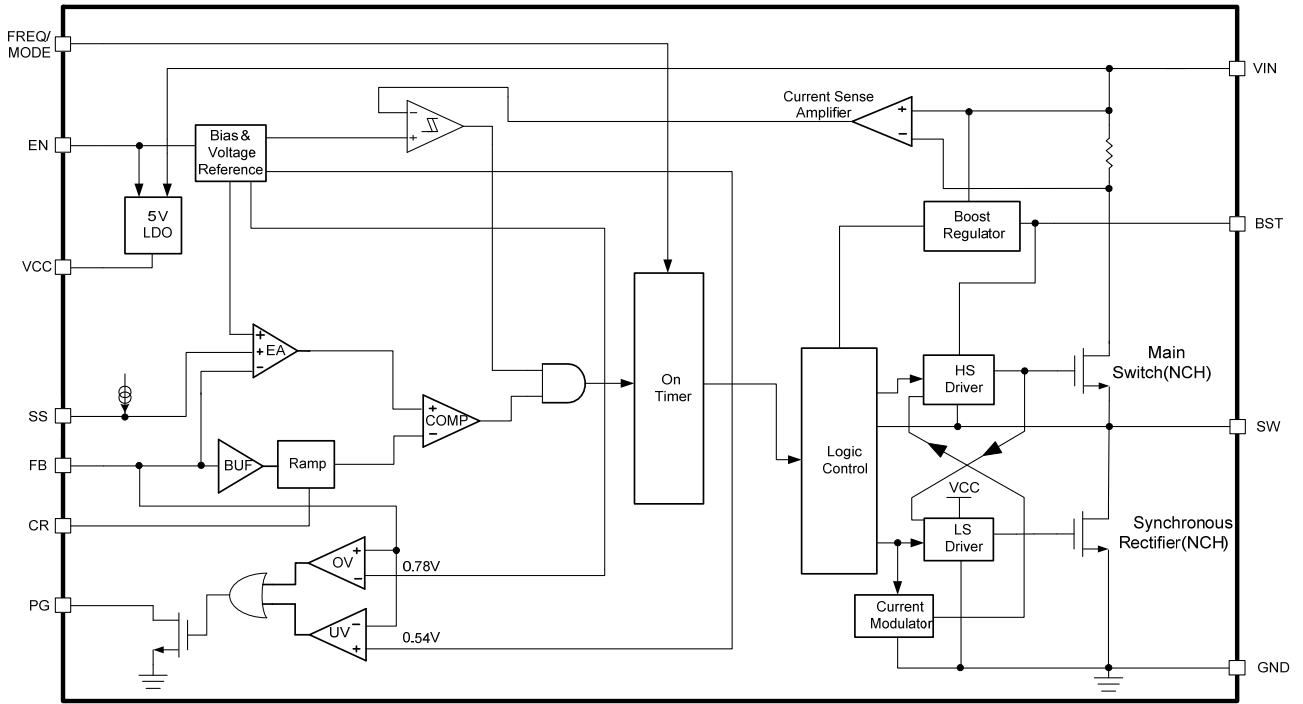 FREQ/
MODE
VIN
Current Sense
Amplifier
+
−
−
+
EN
Bias &
Voltage
Reference
5V
LDO
Boost
Regulator
BST
VCC
+
+
−
EA
On
Timer
HS
Driver
Main
Switch(NCH)
SS
+
−
COMP
SW
FB
BUF
Ramp
Logic
Control
VCC
CR
LS
Driver
Synchronous
Rectifier(NCH)
+
−
OV
0.78V
PG
Current
Modulator
−
+
UV
0.54V
GND